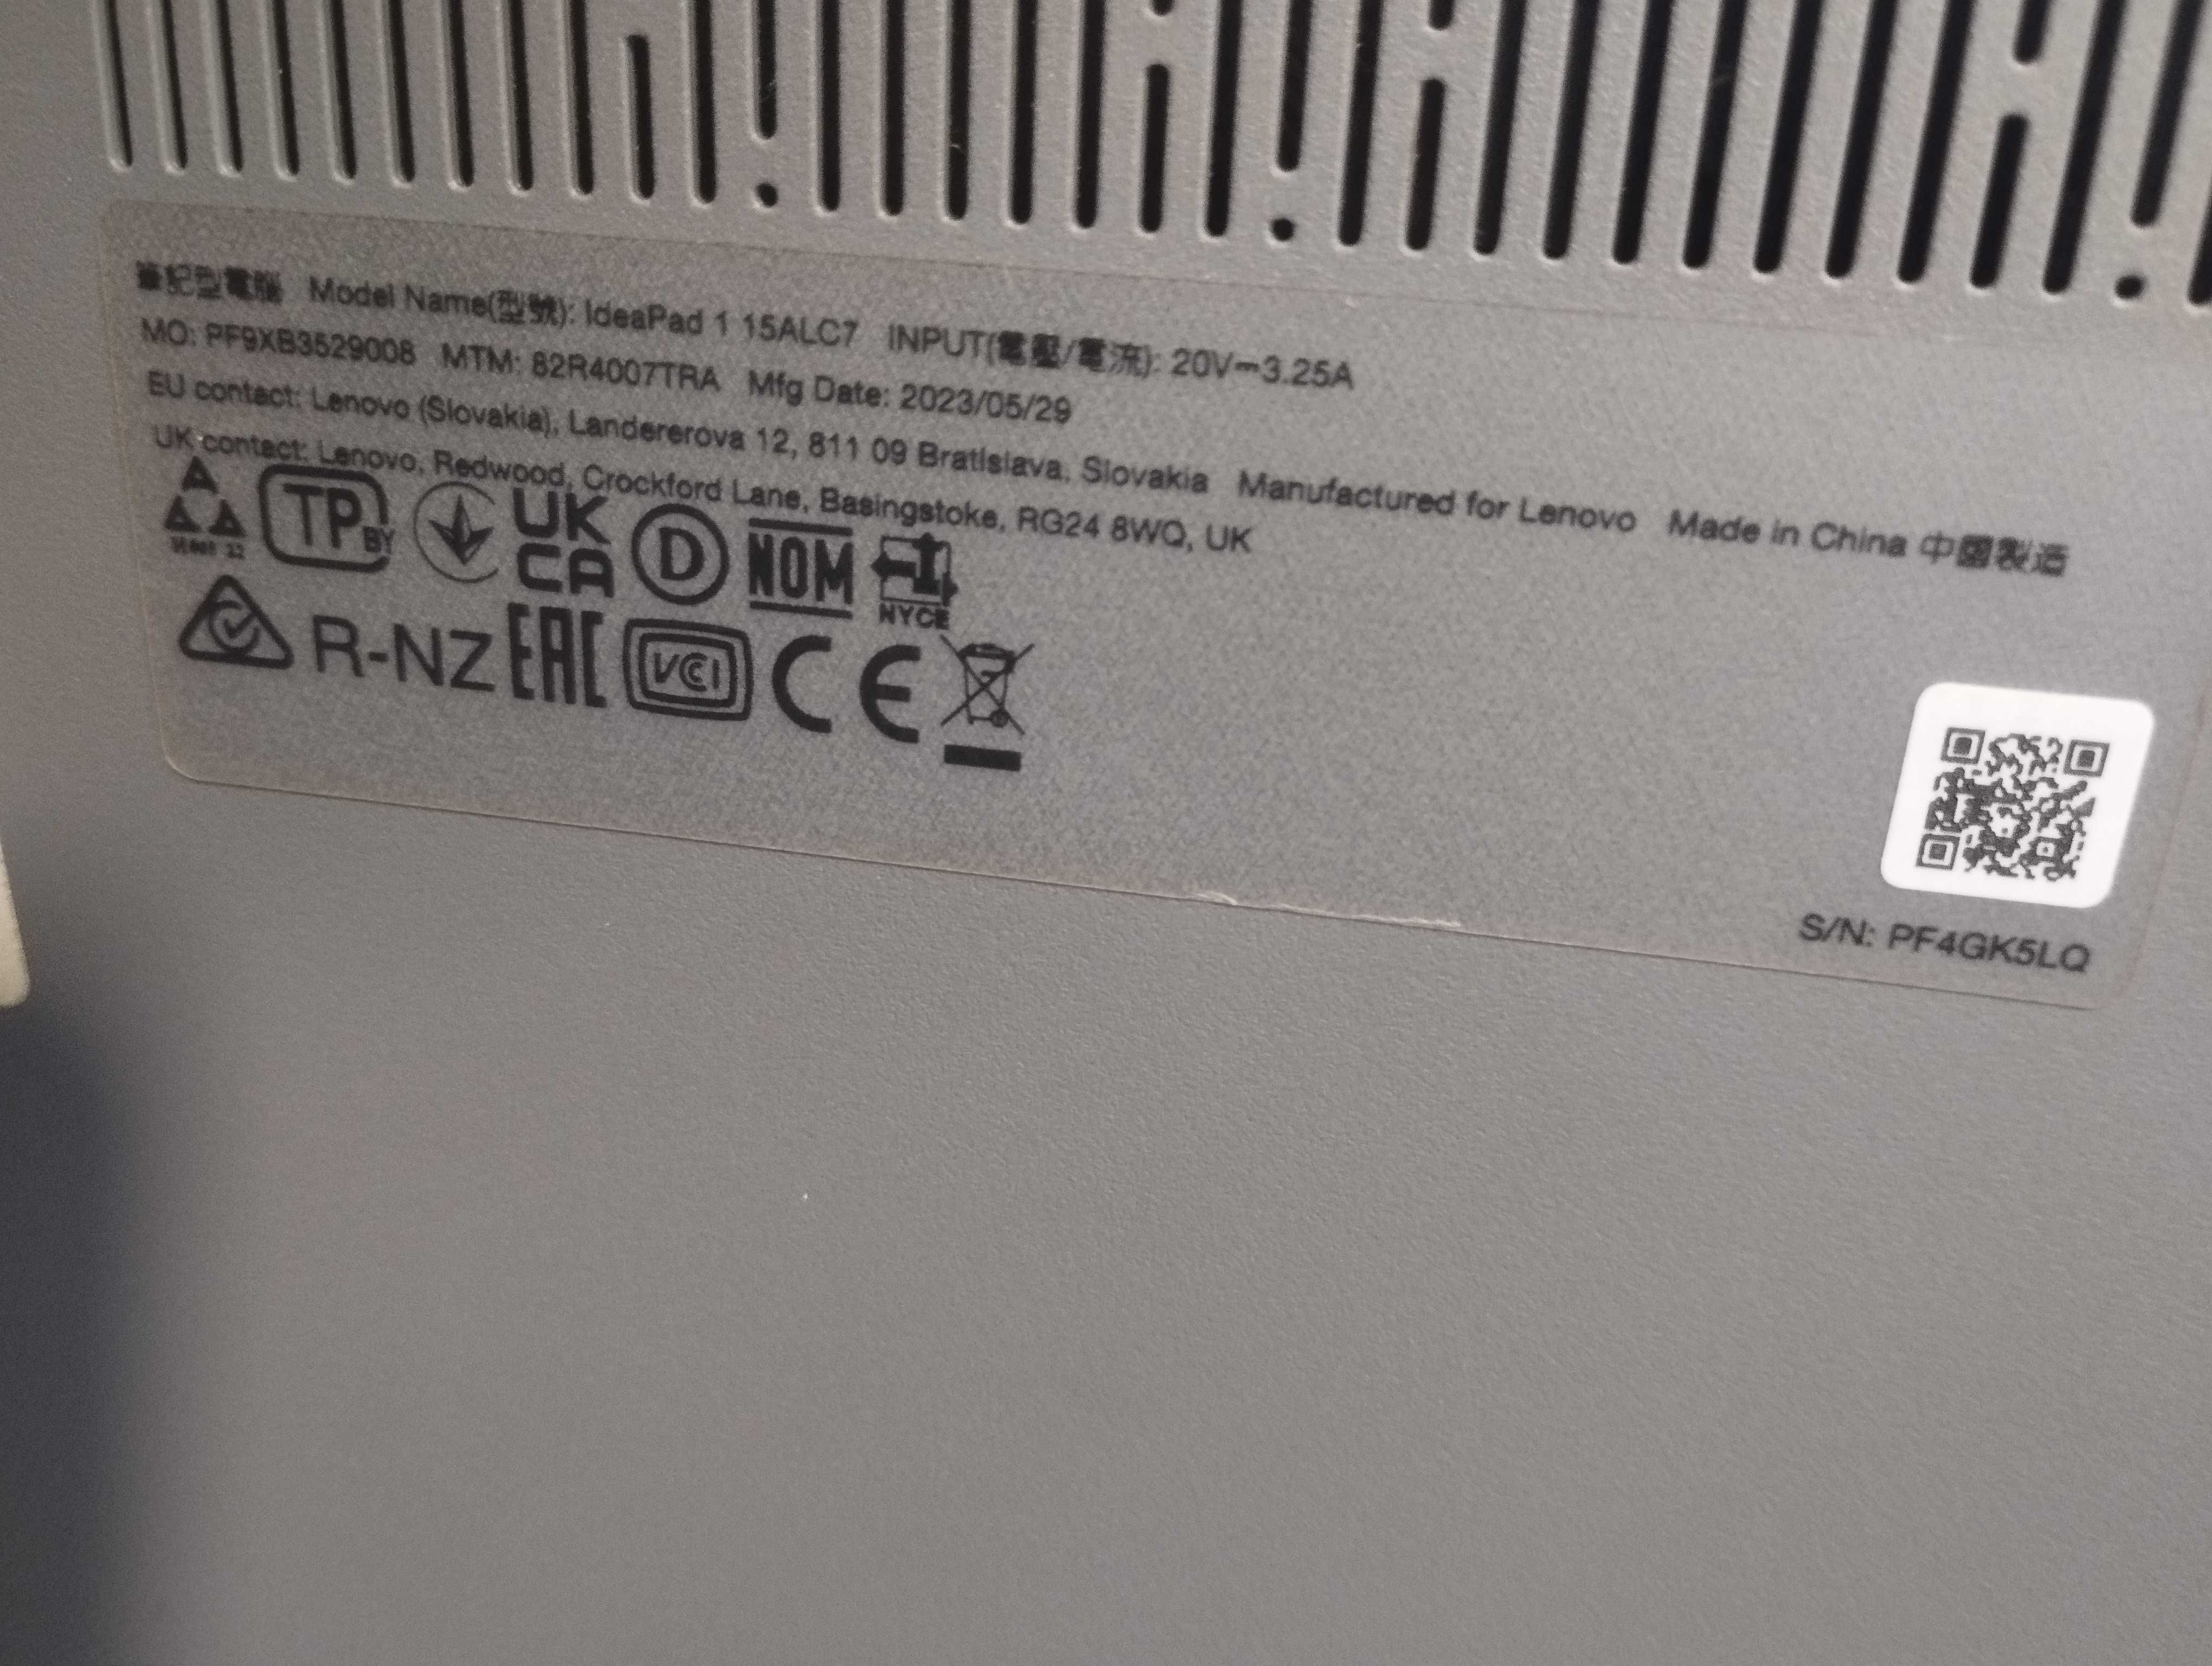 筆記型電腦 Model Name(型號): IdeaPad 1 15ALC7 INPUT(電壓/電流): 20V⎓3.25A
MO: PF9XB3529008 MTM: 82R4007TRA Mfg Date: 2023/05/29
EU contact: Lenovo (Slovakia), Landererova 12, 811 09 Bratislava, Slovakia Manufactured for Lenovo Made in China 中國製造
UK contact: Lenovo, Redwood, Crockford Lane, Basingstoke, RG24 8WQ, UK
TP BY UK CA D NOM NYCE
R-NZ EAC VCCI CE
S/N: PF4GK5LQ